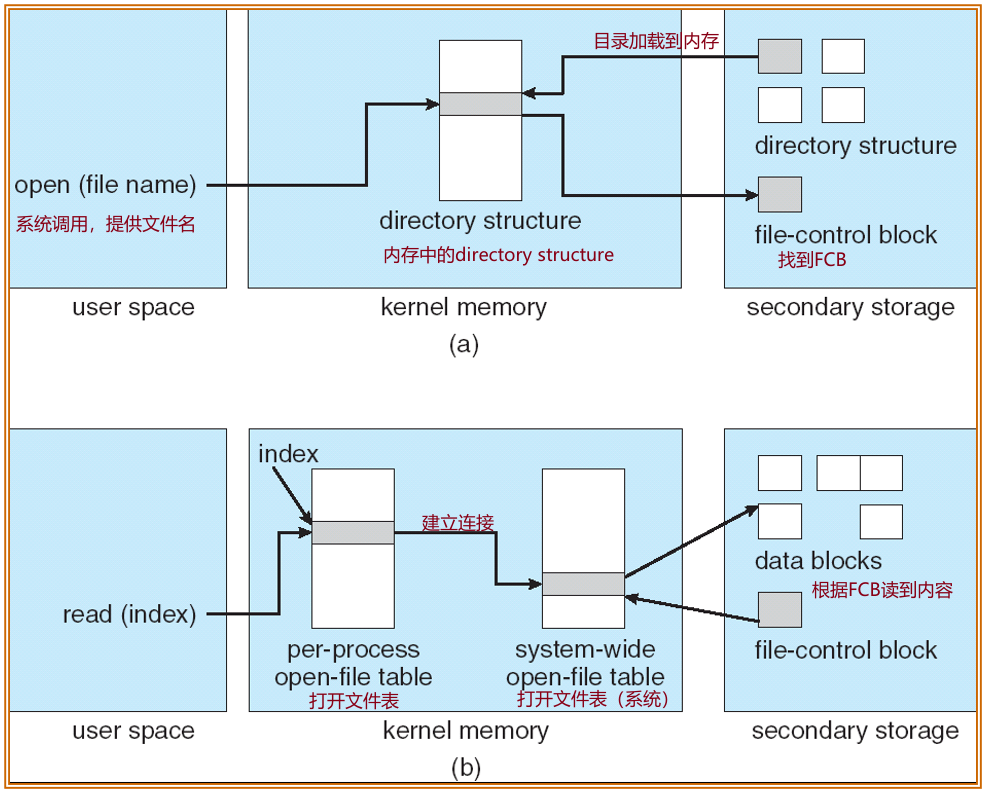 目录加载到内存
directory structure
open (file name)
系统调用，提供文件名
directory structure
内存中的directory structure
file-control block
找到FCB
user space
kernel memory
secondary storage
(a)
index
建立连接
data blocks
根据FCB读到内容
read (index)
per-process
open-file table
打开文件表
system-wide
open-file table
打开文件表（系统）
file-control block
user space
kernel memory
secondary storage
(b)